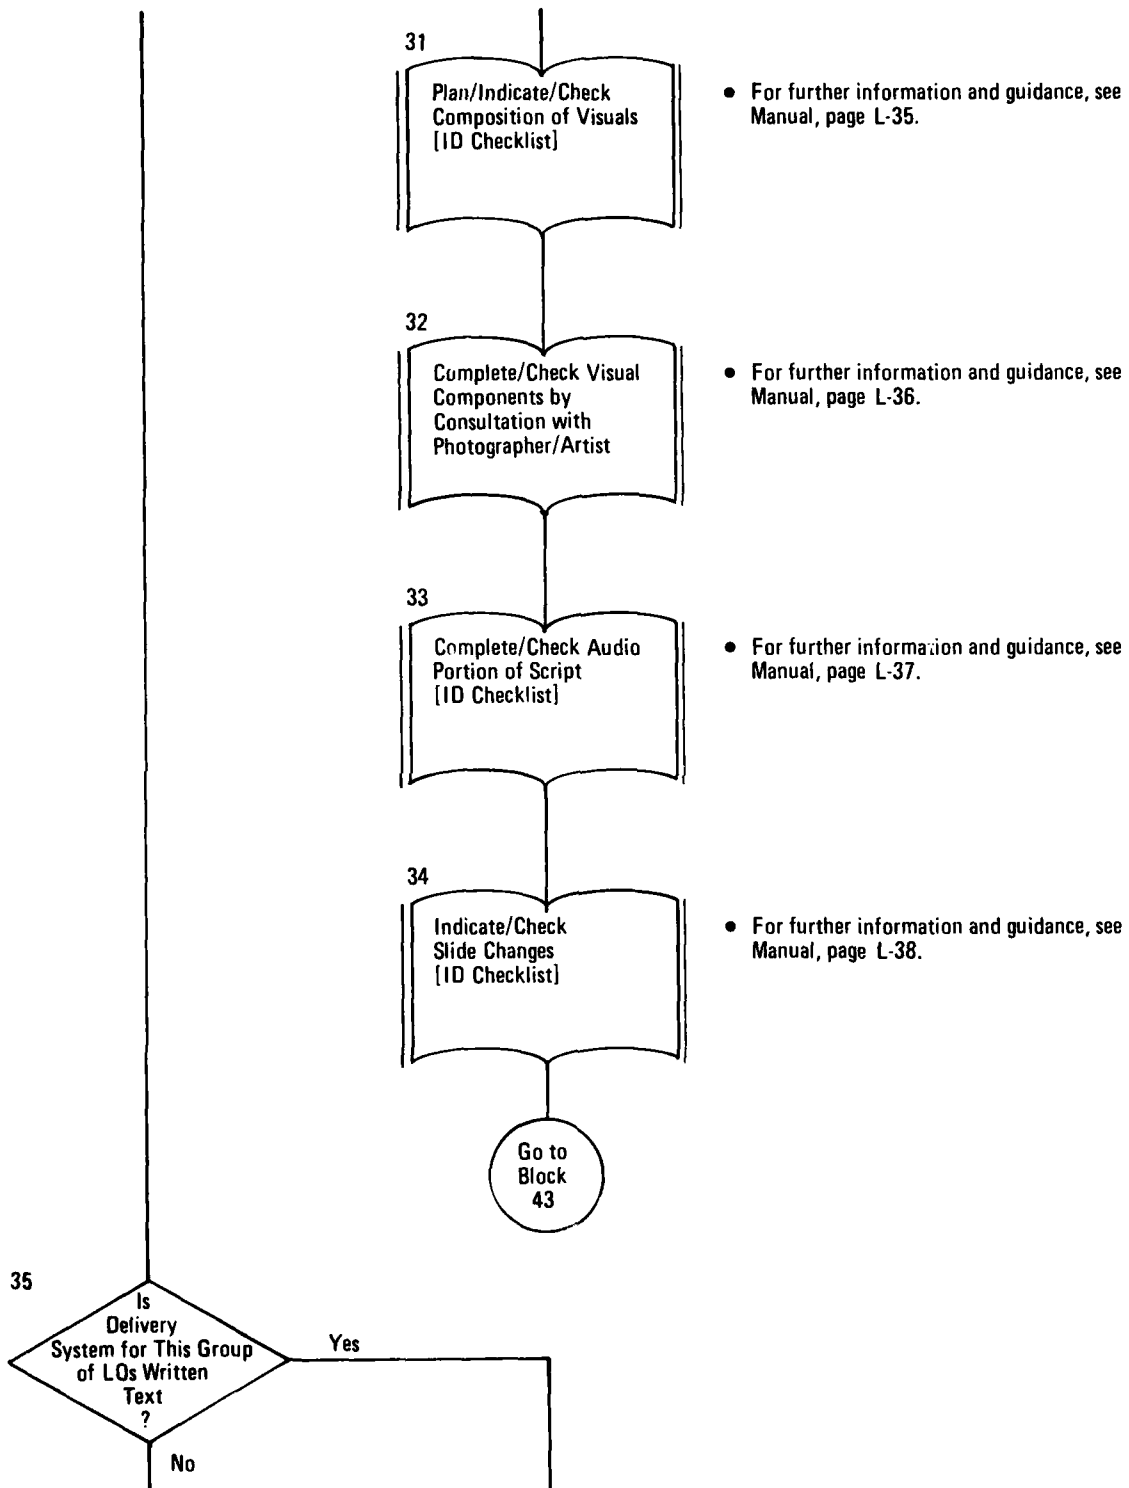 31
Plan/Indicate/Check
Composition of Visuals
[ID Checklist]
• For further information and guidance, see
Manual, page L-35.
32
Complete/Check Visual
Components by
Consultation with
Photographer/Artist
• For further information and guidance, see
Manual, page L-36.
33
Complete/Check Audio
Portion of Script
[ID Checklist]
• For further information and guidance, see
Manual, page L-37.
34
Indicate/Check
Slide Changes
[ID Checklist]
• For further information and guidance, see
Manual, page L-38.
Go to
Block
43
35
Is
Delivery
System for This Group
of LOs Written
Text
?
Yes
No